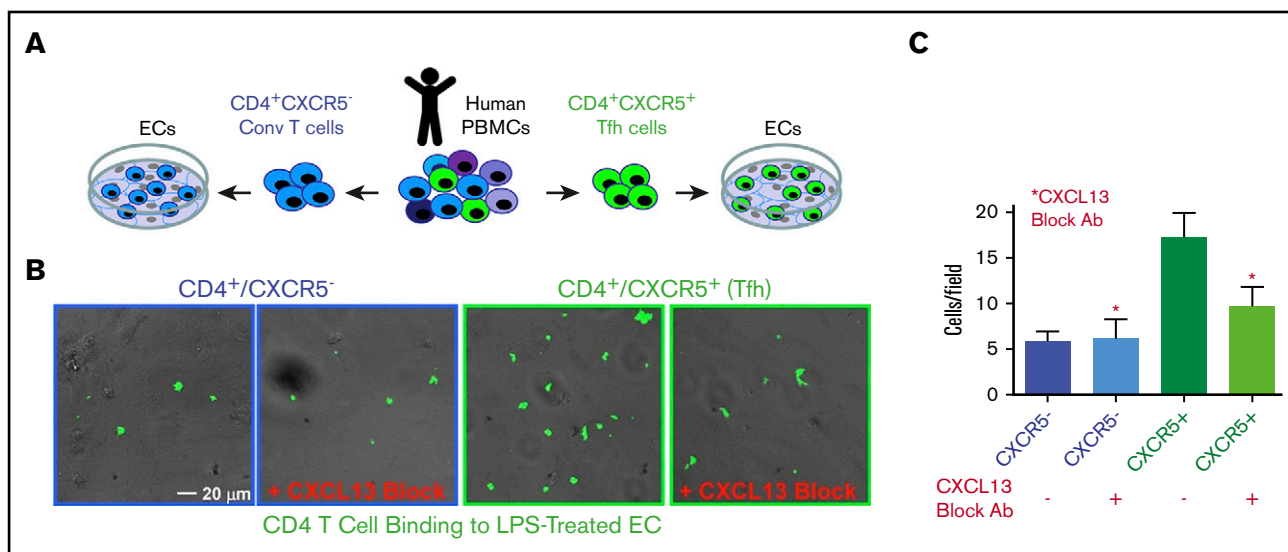 A
CD4+CXCR5-
Conv T cells
Human
PBMCs
CD4+CXCR5+
Tfh cells
ECs
ECs
B
CD4+/CXCR5-
CD4+/CXCR5+ (Tfh)
20 μm
+ CXCL13 Block
+ CXCL13 Block
CD4 T Cell Binding to LPS-Treated EC
C
*CXCL13
Block Ab
Cells/field
20
15
10
5
0
*
*
CXCR5-
CXCR5-
CXCR5+
CXCR5+
CXCL13
Block Ab
- + - +